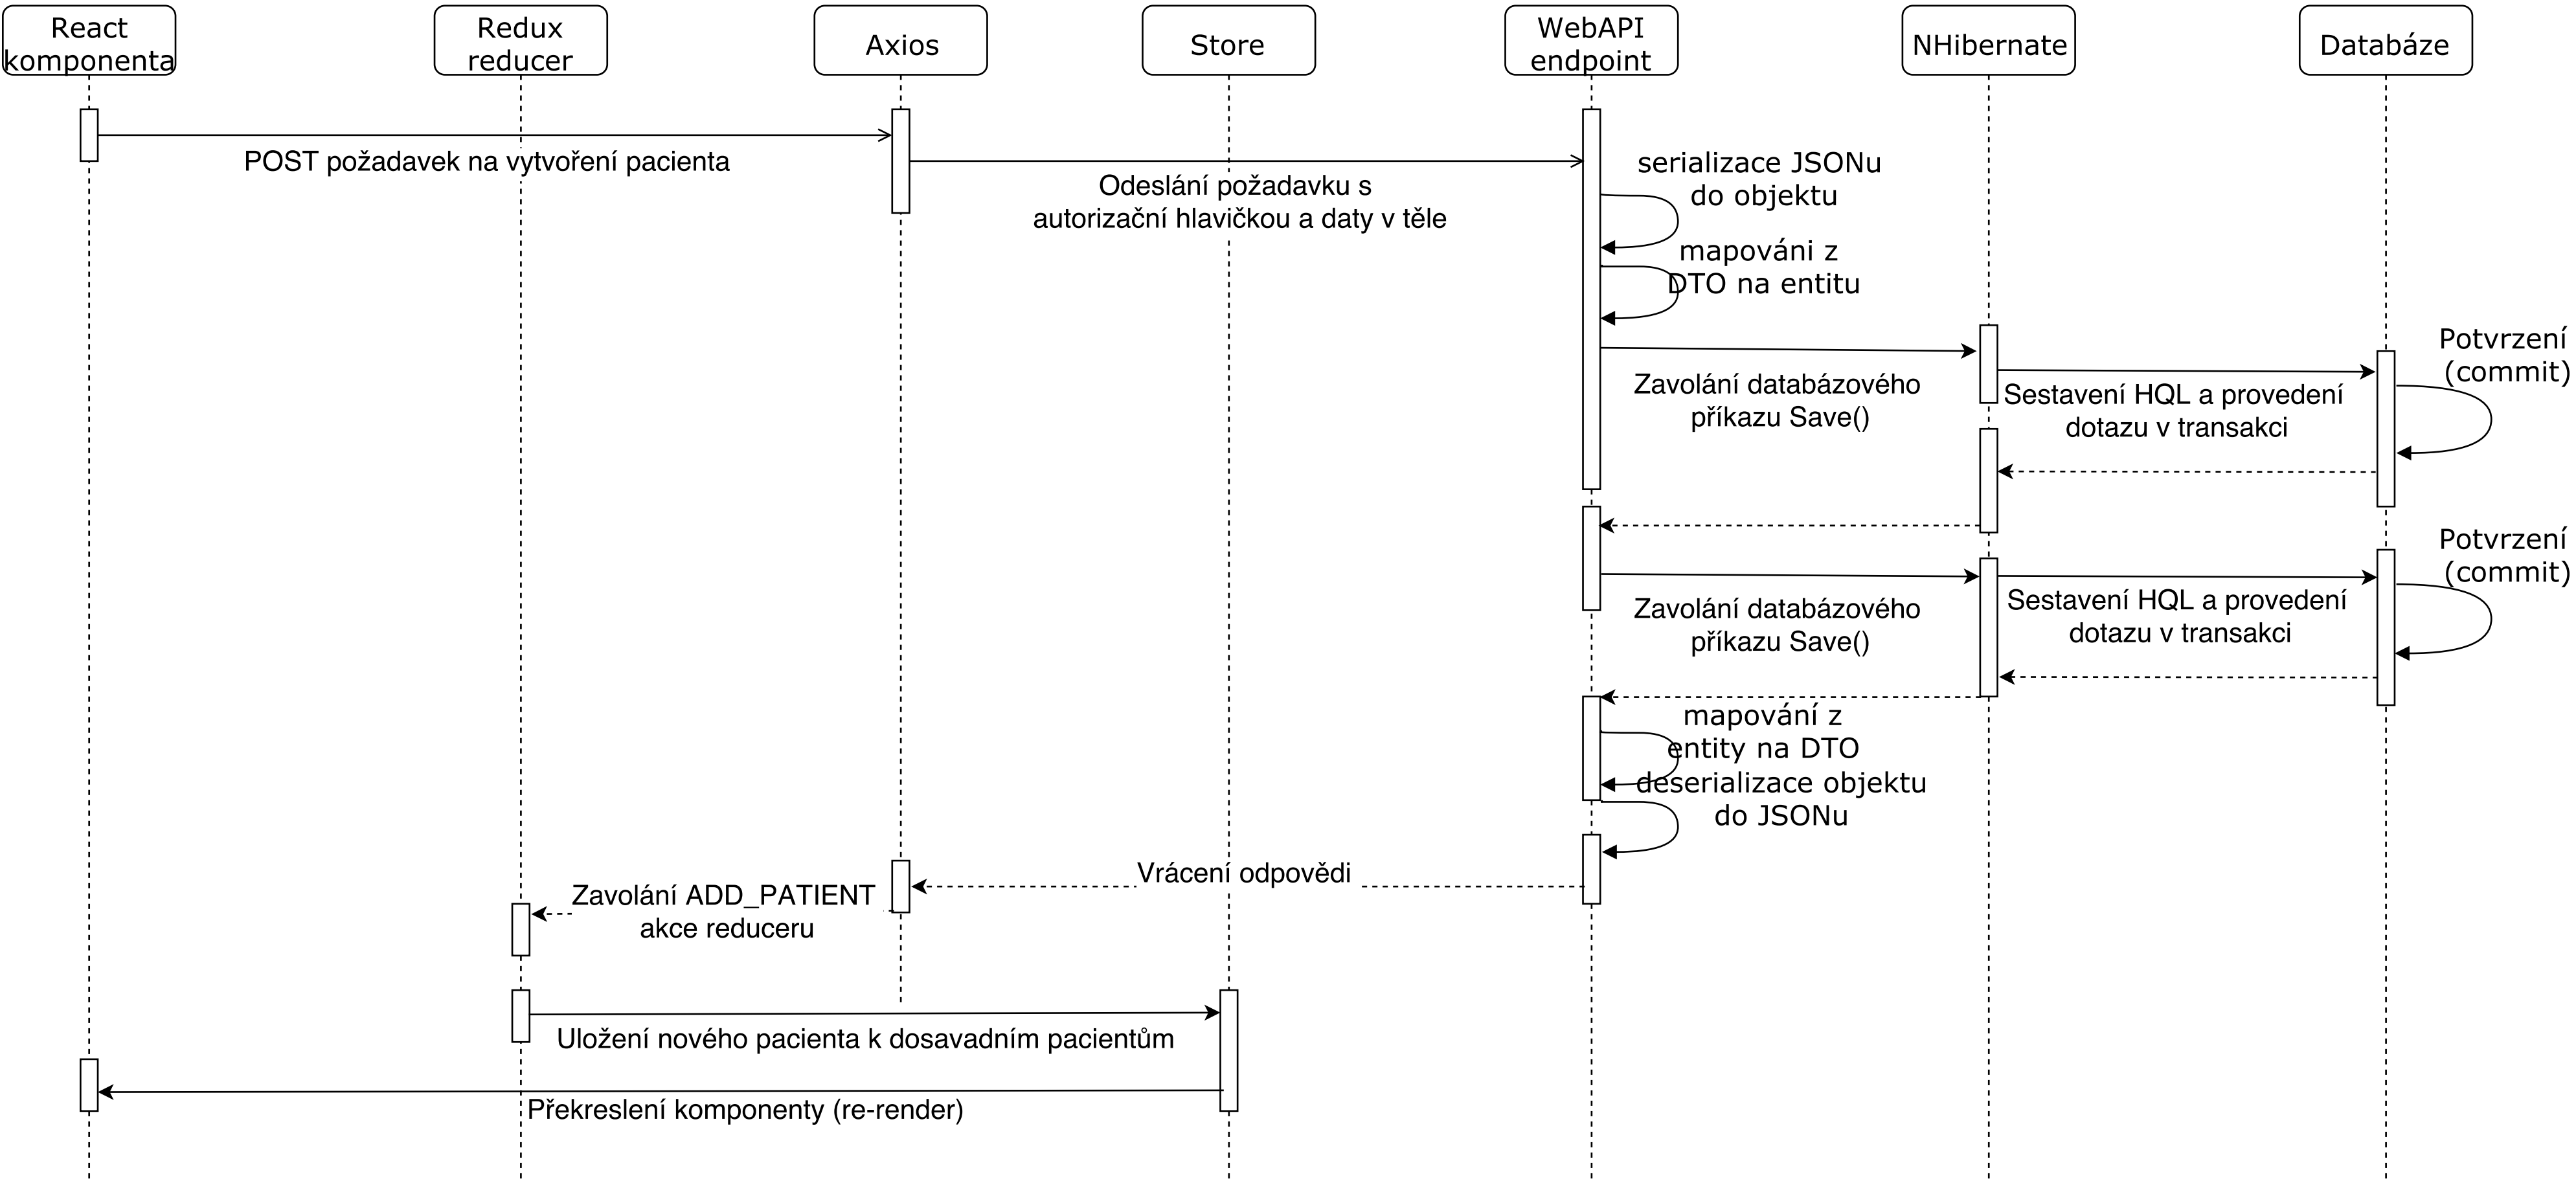 React
komponenta
Redux
reducer
Axios
Store
WebAPI
endpoint
NHibernate
Databáze
POST požadavek na vytvoření pacienta
Odeslání požadavku s
autorizační hlavičkou a daty v těle
serializace JSONu
do objektu
mapováni z
DTO na entitu
Zavolání databázového
příkazu Save()
Sestavení HQL a provedení
dotazu v transakci
Potvrzení
(commit)
Zavolání databázového
příkazu Save()
Sestavení HQL a provedení
dotazu v transakci
Potvrzení
(commit)
mapování z
entity na DTO
deserializace objektu
do JSONu
Vrácení odpovědi
Zavolání ADD_PATIENT
akce reduceru
Uložení nového pacienta k dosavadním pacientům
Překreslení komponenty (re-render)